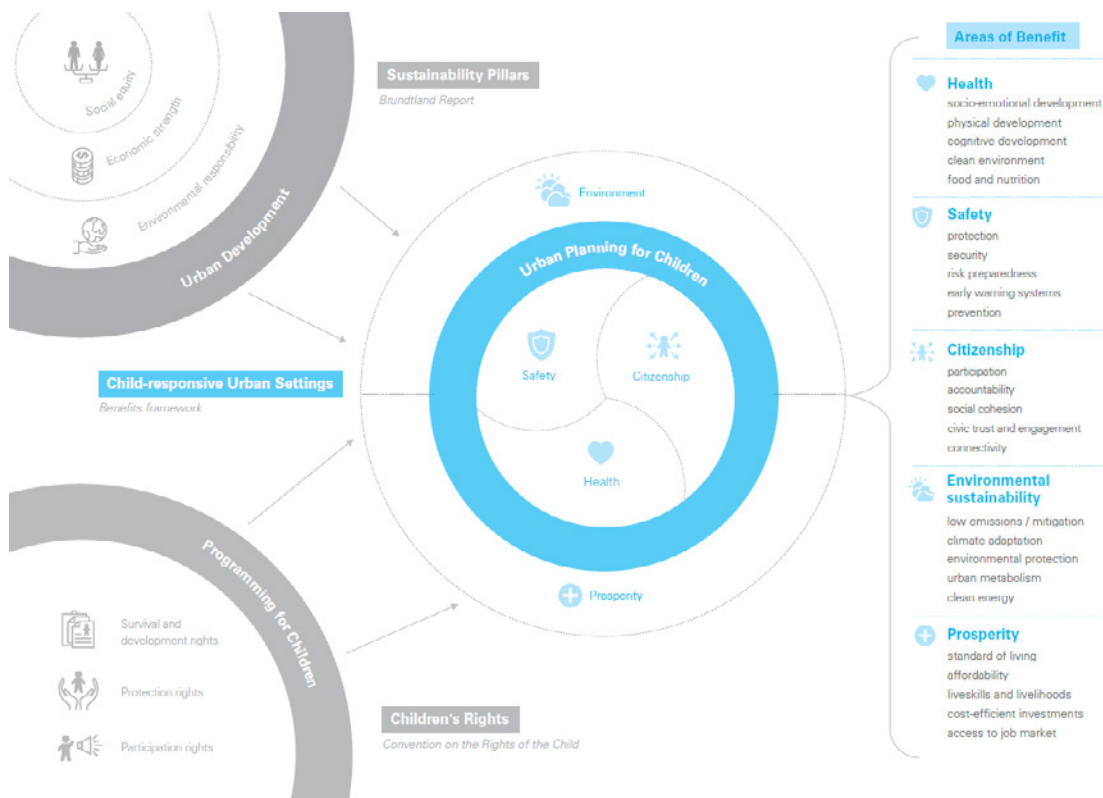 Social equity
Economic strength
Environmental responsibility
Urban Development
Sustainability Pillars
Brundtland Report
Child-responsive Urban Settings
Benefits framework
Programming for Children
Survival and
development rights
Protection rights
Participation rights
Children's Rights
Convention on the Rights of the Child
Environment
Urban Planning for Children
Safety
Citizenship
Health
Prosperity
Areas of Benefit
Health
socio-emotional development
physical development
cognitive development
clean environment
food and nutrition
Safety
protection
security
risk preparedness
early warning systems
prevention
Citizenship
participation
accountability
social cohesion
civic trust and engagement
connectivity
Environmental
sustainability
low emissions / mitigation
climate adaptation
environmental protection
urban metabolism
clean energy
Prosperity
standard of living
affordability
liveskills and livelihoods
cost-efficient investments
access to job market